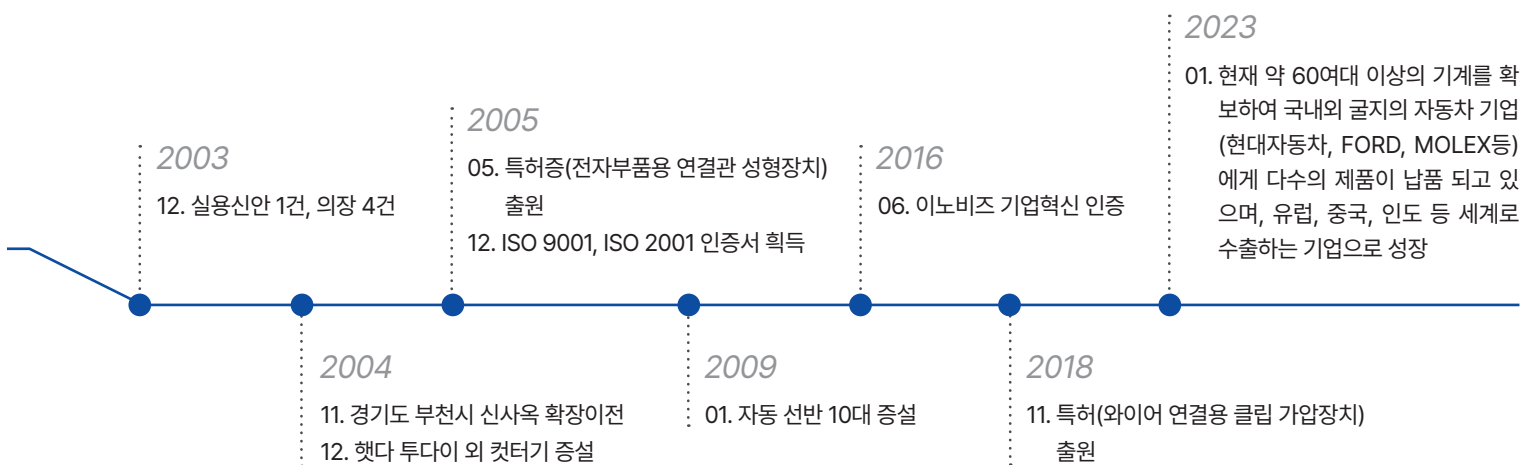 2003
12. 실용신안 1건, 의장 4건
2004
11. 경기도 부천시 신사옥 확장이전
12. 햇다 투다이 외 컷터기 증설
2005
05. 특허증(전자부품용 연결관 성형장치)
출원
12. ISO 9001, ISO 2001 인증서 획득
2009
01. 자동 선반 10대 증설
2016
06. 이노비즈 기업혁신 인증
2018
11. 특허(와이어 연결용 클립 가압장치)
출원
2023
01. 현재 약 60여대 이상의 기계를 확
보하여 국내외 굴지의 자동차 기업
(현대자동차, FORD, MOLEX등)
에게 다수의 제품이 납품 되고 있
으며, 유럽, 중국, 인도 등 세계로
수출하는 기업으로 성장